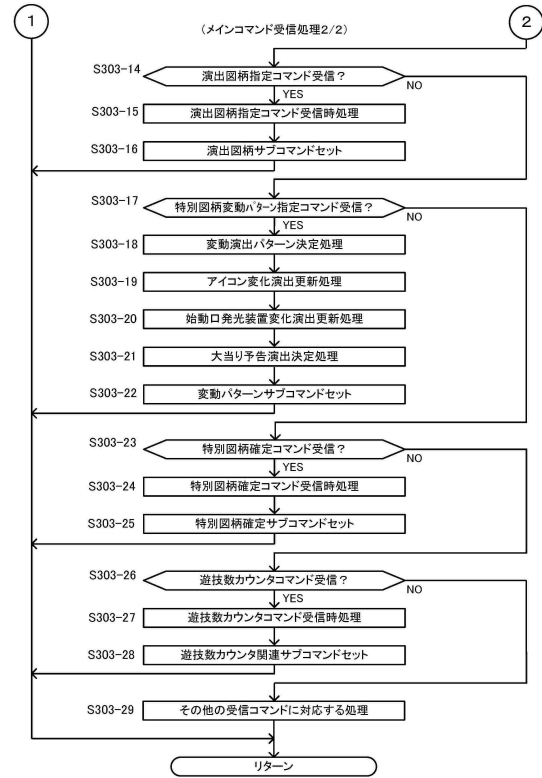 1
(メインコマンド受信処理2/2)
2
S303-14
演出図柄指定コマンド受信?
NO
YES
S303-15
演出図柄指定コマンド受信時処理
S303-16
演出図柄サブコマンドセット
S303-17
特別図柄変動パターン指定コマンド受信?
NO
YES
S303-18
変動演出パターン決定処理
S303-19
アイコン変化演出更新処理
S303-20
始動口発光装置変化演出更新処理
S303-21
大当り予告演出決定処理
S303-22
変動パターンサブコマンドセット
S303-23
特別図柄確定コマンド受信?
NO
YES
S303-24
特別図柄確定コマンド受信時処理
S303-25
特別図柄確定サブコマンドセット
S303-26
遊技数カウンタコマンド受信?
NO
YES
S303-27
遊技数カウンタコマンド受信時処理
S303-28
遊技数カウンタ関連サブコマンドセット
S303-29
その他の受信コマンドに対応する処理
リターン